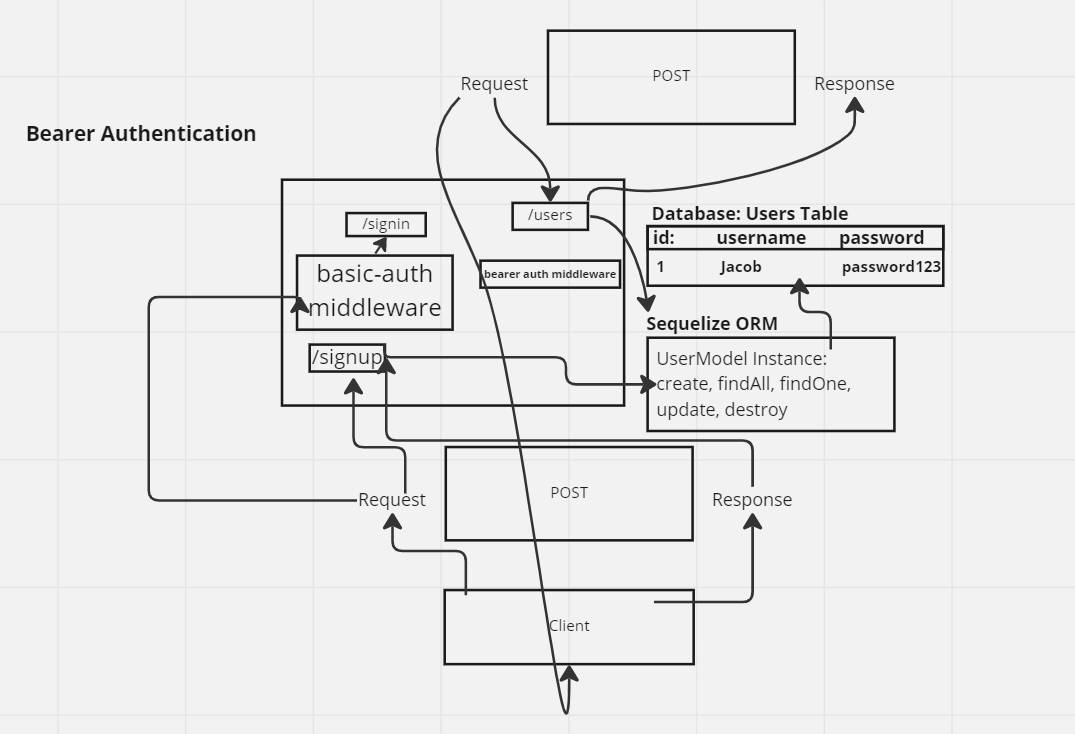 POST
Request
Response
Bearer Authentication
/signin
/users
Database: Users Table
id: username password
1 Jacob password123
basic-auth
middleware
bearer auth middleware
Sequelize ORM
/signup
UserModel Instance:
create, findAll, findOne,
update, destroy
POST
Request
Response
Client